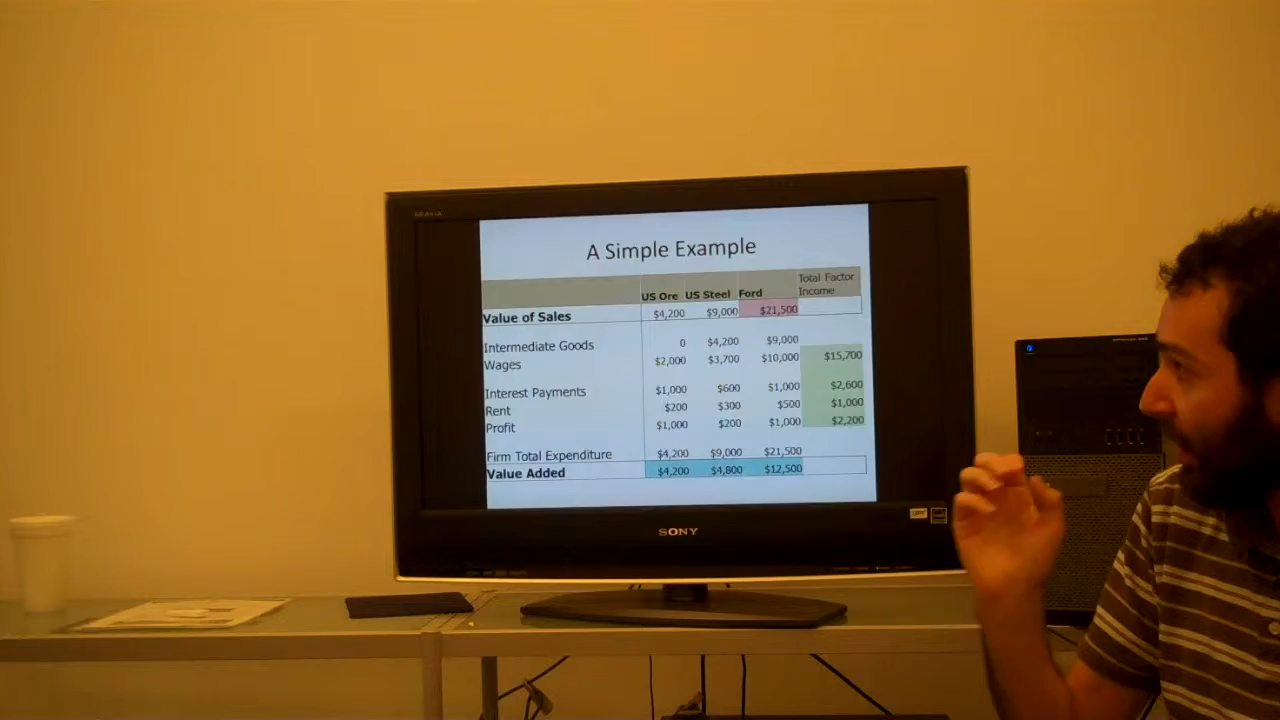 A Simple Example
Total Factor
US Ore US Steel Ford Income
Value of Sales $4,200 $9,000 $21,500
Intermediate Goods 0 $4,200 $9,000
Wages $2,000 $3,700 $10,000 $15,700
Interest Payments $1,000 $600 $1,000 $2,600
Rent $200 $300 $500 $1,000
Profit $1,000 $200 $1,000 $2,200
Firm Total Expenditure $4,200 $9,000 $21,500
Value Added $4,200 $4,800 $12,500
SONY